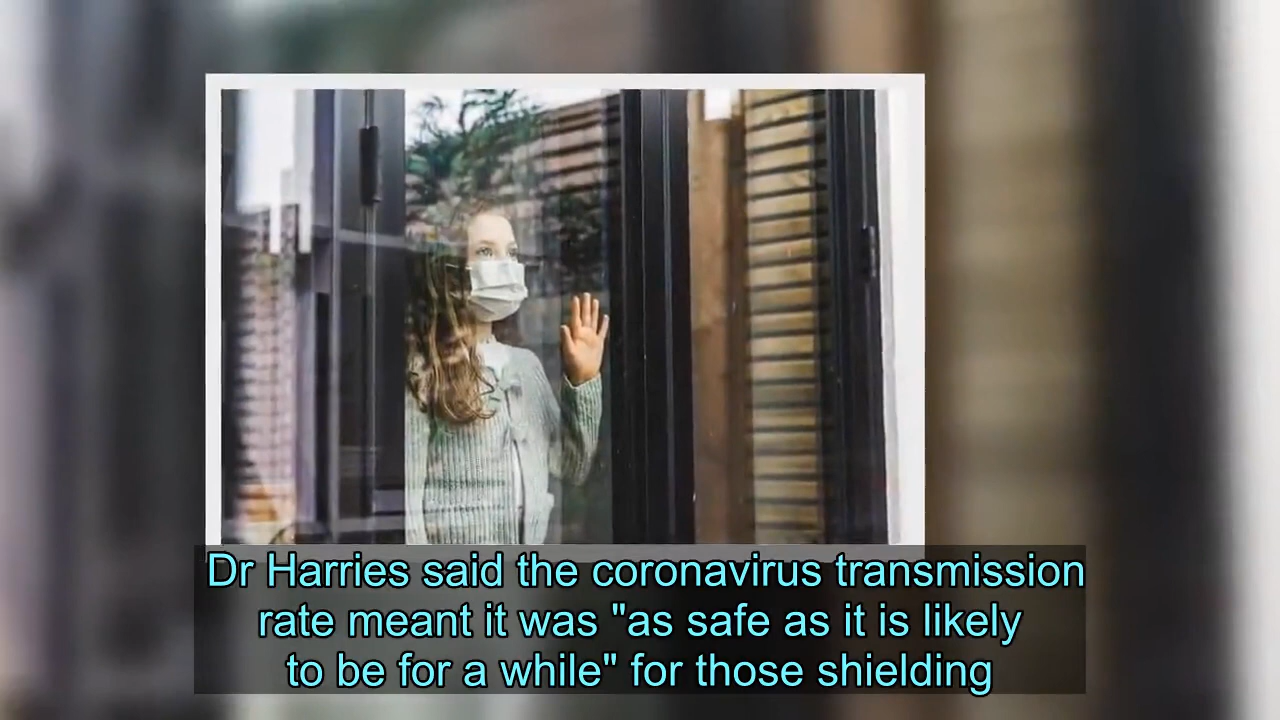 Dr Harries said the coronavirus transmission
rate meant it was "as safe as it is likely
to be for a while" for those shielding